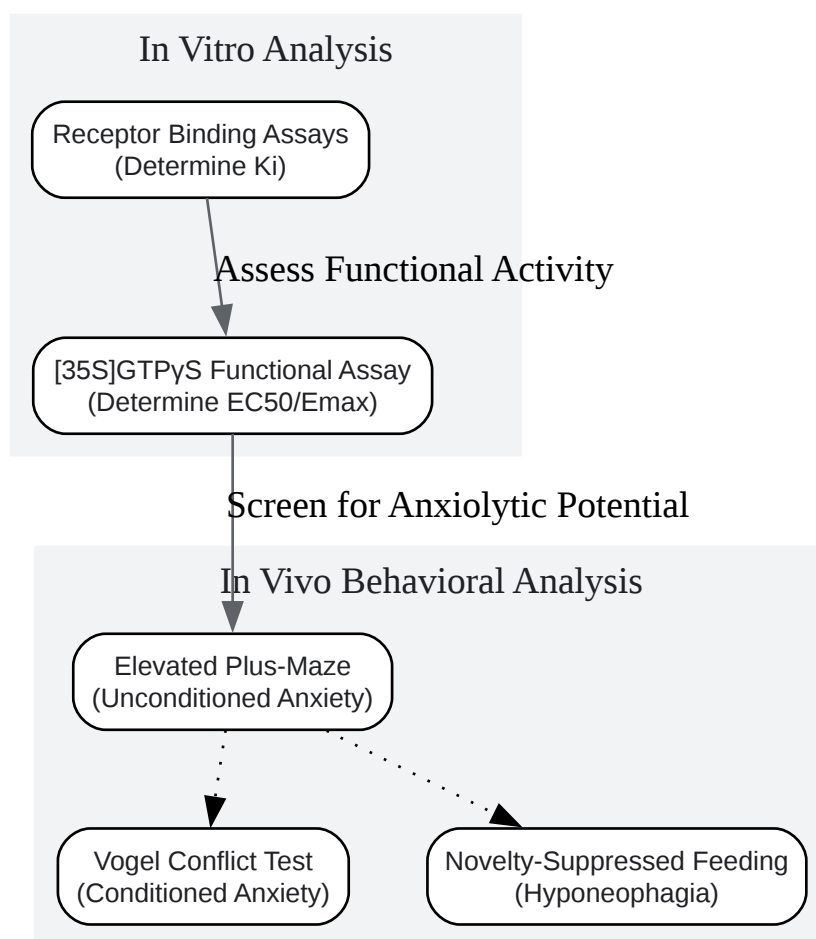 In Vitro Analysis
Receptor Binding Assays
(Determine Ki)
Assess Functional Activity
[35S]GTPγS Functional Assay
(Determine EC50/Emax)
Screen for Anxiolytic Potential
In Vivo Behavioral Analysis
Elevated Plus-Maze
(Unconditioned Anxiety)
Vogel Conflict Test
(Conditioned Anxiety)
Novelty-Suppressed Feeding
(Hyponeophagia)